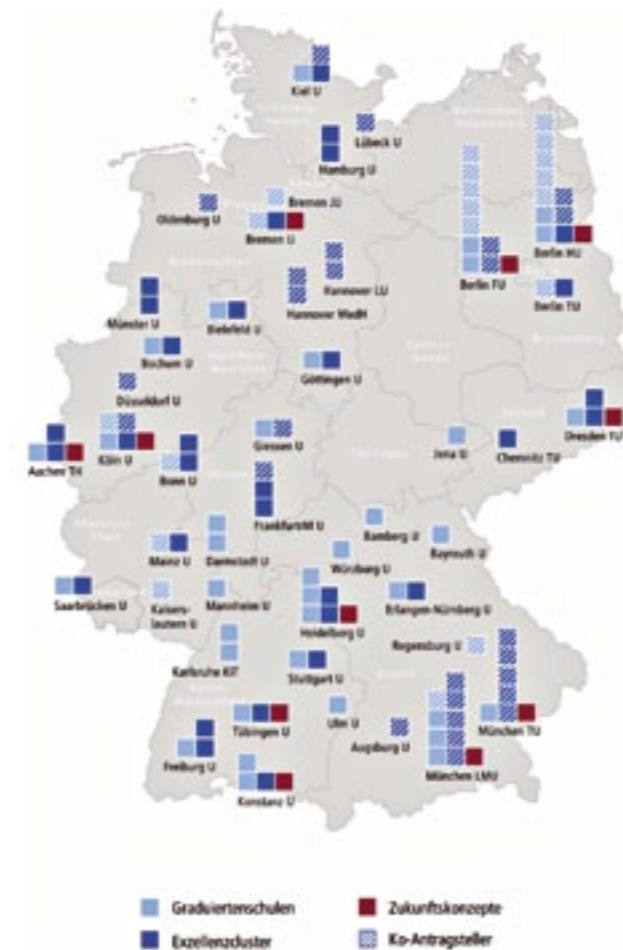 Kiel U
Lübeck U
Hamburg U
Bremen JU
Oldenburg U
Bremen U
Berlin HU
Berlin FU
Hannover LU
Hannover MedH
Berlin TU
Münster U
Bielefeld U
Bochum U
Göttingen U
Düsseldorf U
Dresden TU
Aachen TH
Köln U
Giessen U
Jena U
Chemnitz TU
Bonn U
Frankfurt/M U
Bamberg U
Mainz U
Darmstadt U
Bayreuth U
Würzburg U
Saarbrücken U
Kaisers-
lautern U
Mannheim U
Erlangen-Nürnberg U
Heidelberg U
Regensburg U
Karlsruhe KIT
Stuttgart U
Tübingen U
Ulm U
Augsburg U
München TU
Freiburg U
München LMU
Konstanz U
Graduiertenschulen
Zukunftskonzepte
Exzellenzcluster
Ko-Antragsteller